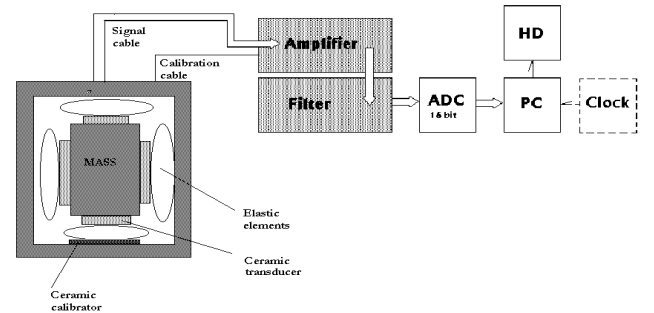 Signal
cable
Calibration
cable
Amplifier
Filter
ADC
16 bit
HD
PC
Clock
MASS
Elastic
elements
Ceramic
transducer
Ceramic
calibrator